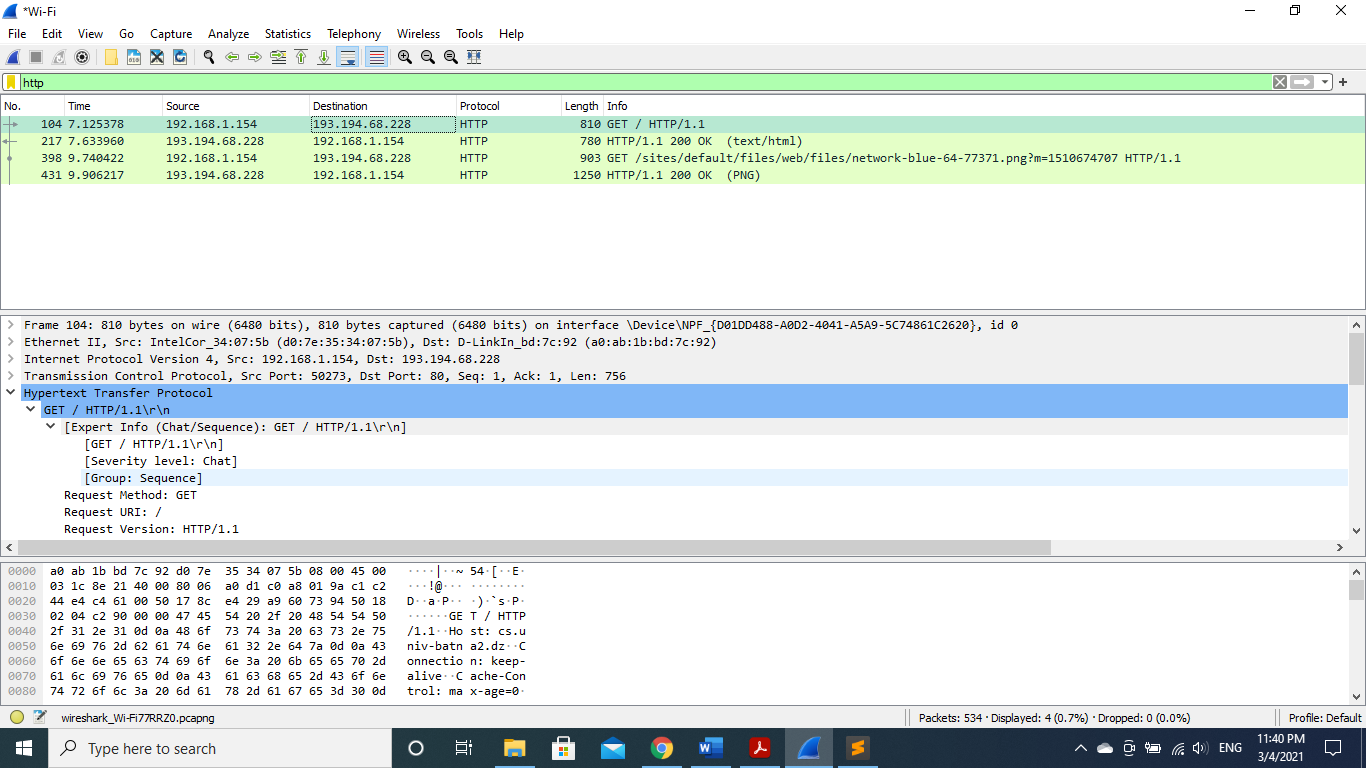 *Wi-Fi
File Edit View Go Capture Analyze Statistics Telephony Wireless Tools Help
http
No. Time Source Destination Protocol Length Info
104 7.125378 192.168.1.154 193.194.68.228 HTTP 810 GET / HTTP/1.1
217 7.633960 193.194.68.228 192.168.1.154 HTTP 780 HTTP/1.1 200 OK (text/html)
398 9.740422 192.168.1.154 193.194.68.228 HTTP 903 GET /sites/default/files/web/files/network-blue-64-77371.png?m=1510674707 HTTP/1.1
431 9.906217 193.194.68.228 192.168.1.154 HTTP 1250 HTTP/1.1 200 OK (PNG)
Frame 104: 810 bytes on wire (6480 bits), 810 bytes captured (6480 bits) on interface \Device\NPF_{D01DD488-A0D2-4041-A5A9-5C74861C2620}, id 0
Ethernet II, Src: IntelCor_34:07:5b (d0:7e:35:34:07:5b), Dst: D-LinkIn_bd:7c:92 (a0:ab:1b:bd:7c:92)
Internet Protocol Version 4, Src: 192.168.1.154, Dst: 193.194.68.228
Transmission Control Protocol, Src Port: 50273, Dst Port: 80, Seq: 1, Ack: 1, Len: 756
Hypertext Transfer Protocol
GET / HTTP/1.1\r\n
[Expert Info (Chat/Sequence): GET / HTTP/1.1\r\n]
[GET / HTTP/1.1\r\n]
[Severity level: Chat]
[Group: Sequence]
Request Method: GET
Request URI: /
Request Version: HTTP/1.1
0000 a0 ab 1b bd 7c 92 d0 7e 35 34 07 5b 08 00 45 00 ····|··~ 54·[··E·
0010 03 1c 8e 21 40 00 80 06 a0 d1 c0 a8 01 9a c1 c2 ···!@··· ········
0020 44 e4 c4 61 00 50 17 8c e4 29 a9 60 73 94 50 18 D··a·P·· ·)·`s·P·
0030 02 04 c2 90 00 00 47 45 54 20 2f 20 48 54 54 50 ······GE T / HTTP
0040 2f 31 2e 31 0d 0a 48 6f 73 74 3a 20 63 73 2e 75 /1.1··Ho st: cs.u
0050 6e 69 76 2d 62 61 74 6e 61 32 2e 64 7a 0d 0a 43 niv-batn a2.dz··C
0060 6f 6e 6e 65 63 74 69 6f 6e 3a 20 6b 65 65 70 2d onnectio n: keep-
0070 61 6c 69 76 65 0d 0a 43 61 63 68 65 2d 43 6f 6e alive··C ache-Con
0080 74 72 6f 6c 3a 20 6d 61 78 2d 61 67 65 3d 30 0d trol: ma x-age=0·
wireshark_Wi-Fi77RRZ0.pcapng Packets: 534 · Displayed: 4 (0.7%) · Dropped: 0 (0.0%) Profile: Default
Type here to search ENG 11:40 PM
3/4/2021